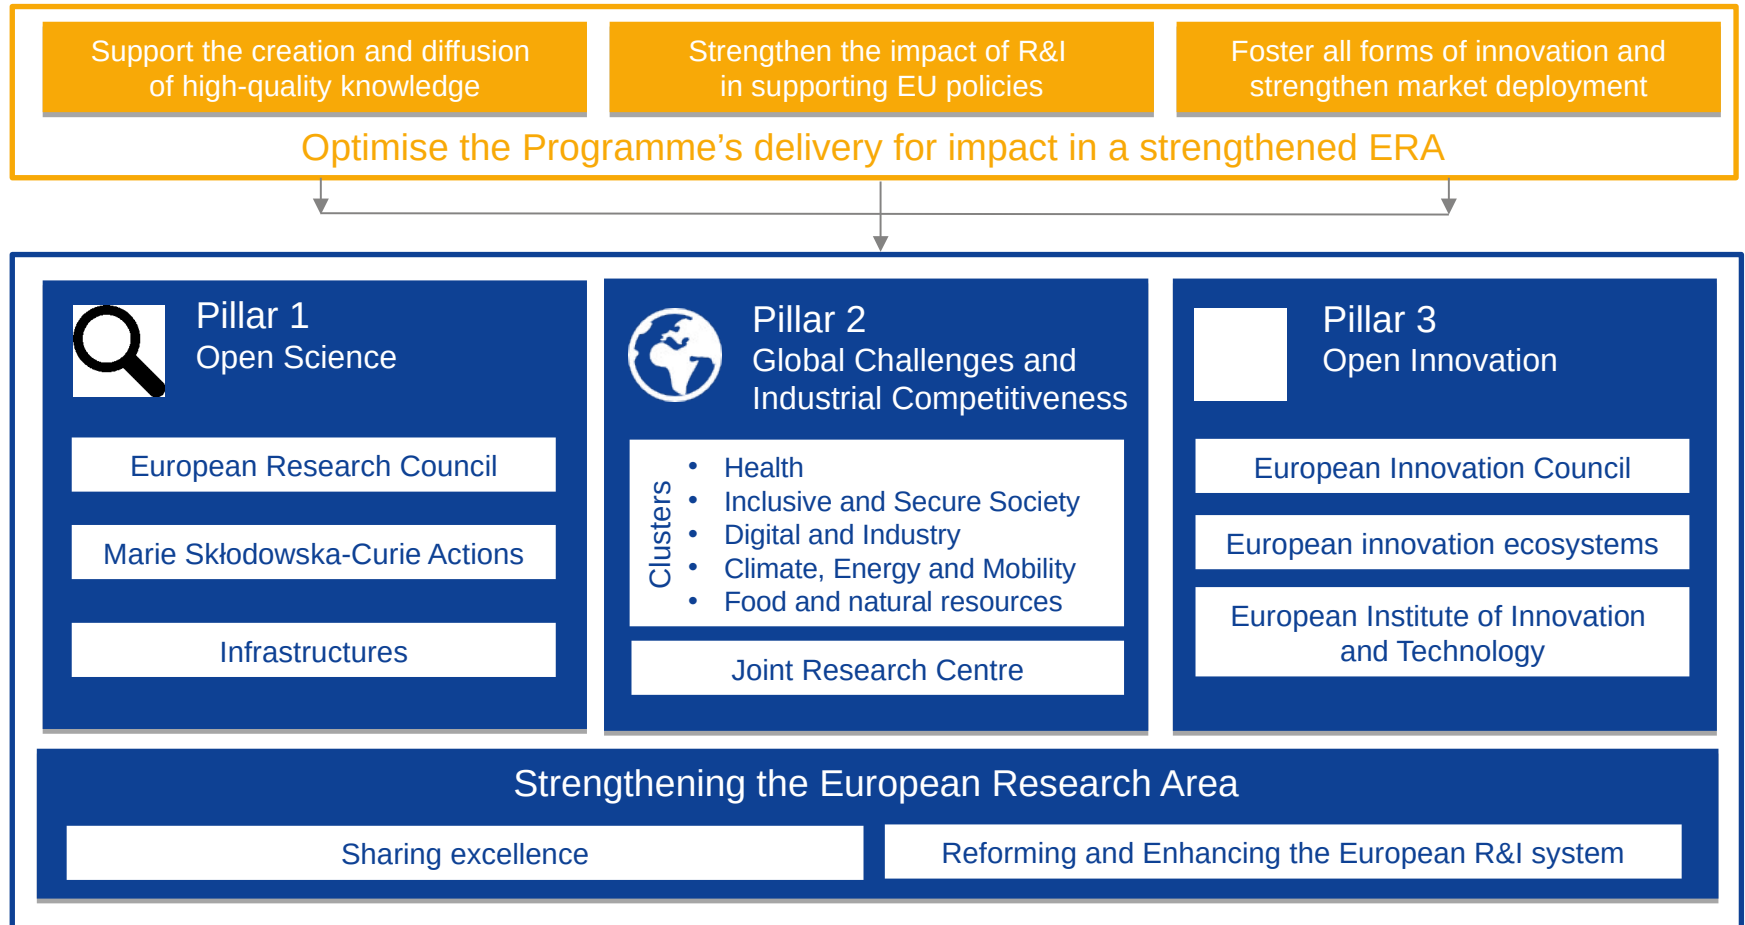 Support the creation and diffusion
of high-quality knowledge
Strengthen the impact of R&I
in supporting EU policies
Foster all forms of innovation and
strengthen market deployment
Optimise the Programme’s delivery for impact in a strengthened ERA
Pillar 1
Open Science
European Research Council
Marie Skłodowska-Curie Actions
Infrastructures
Pillar 2
Global Challenges and
Industrial Competitiveness
Clusters
• Health
• Inclusive and Secure Society
• Digital and Industry
• Climate, Energy and Mobility
• Food and natural resources
Joint Research Centre
Pillar 3
Open Innovation
European Innovation Council
European innovation ecosystems
European Institute of Innovation
and Technology
Strengthening the European Research Area
Sharing excellence
Reforming and Enhancing the European R&I system